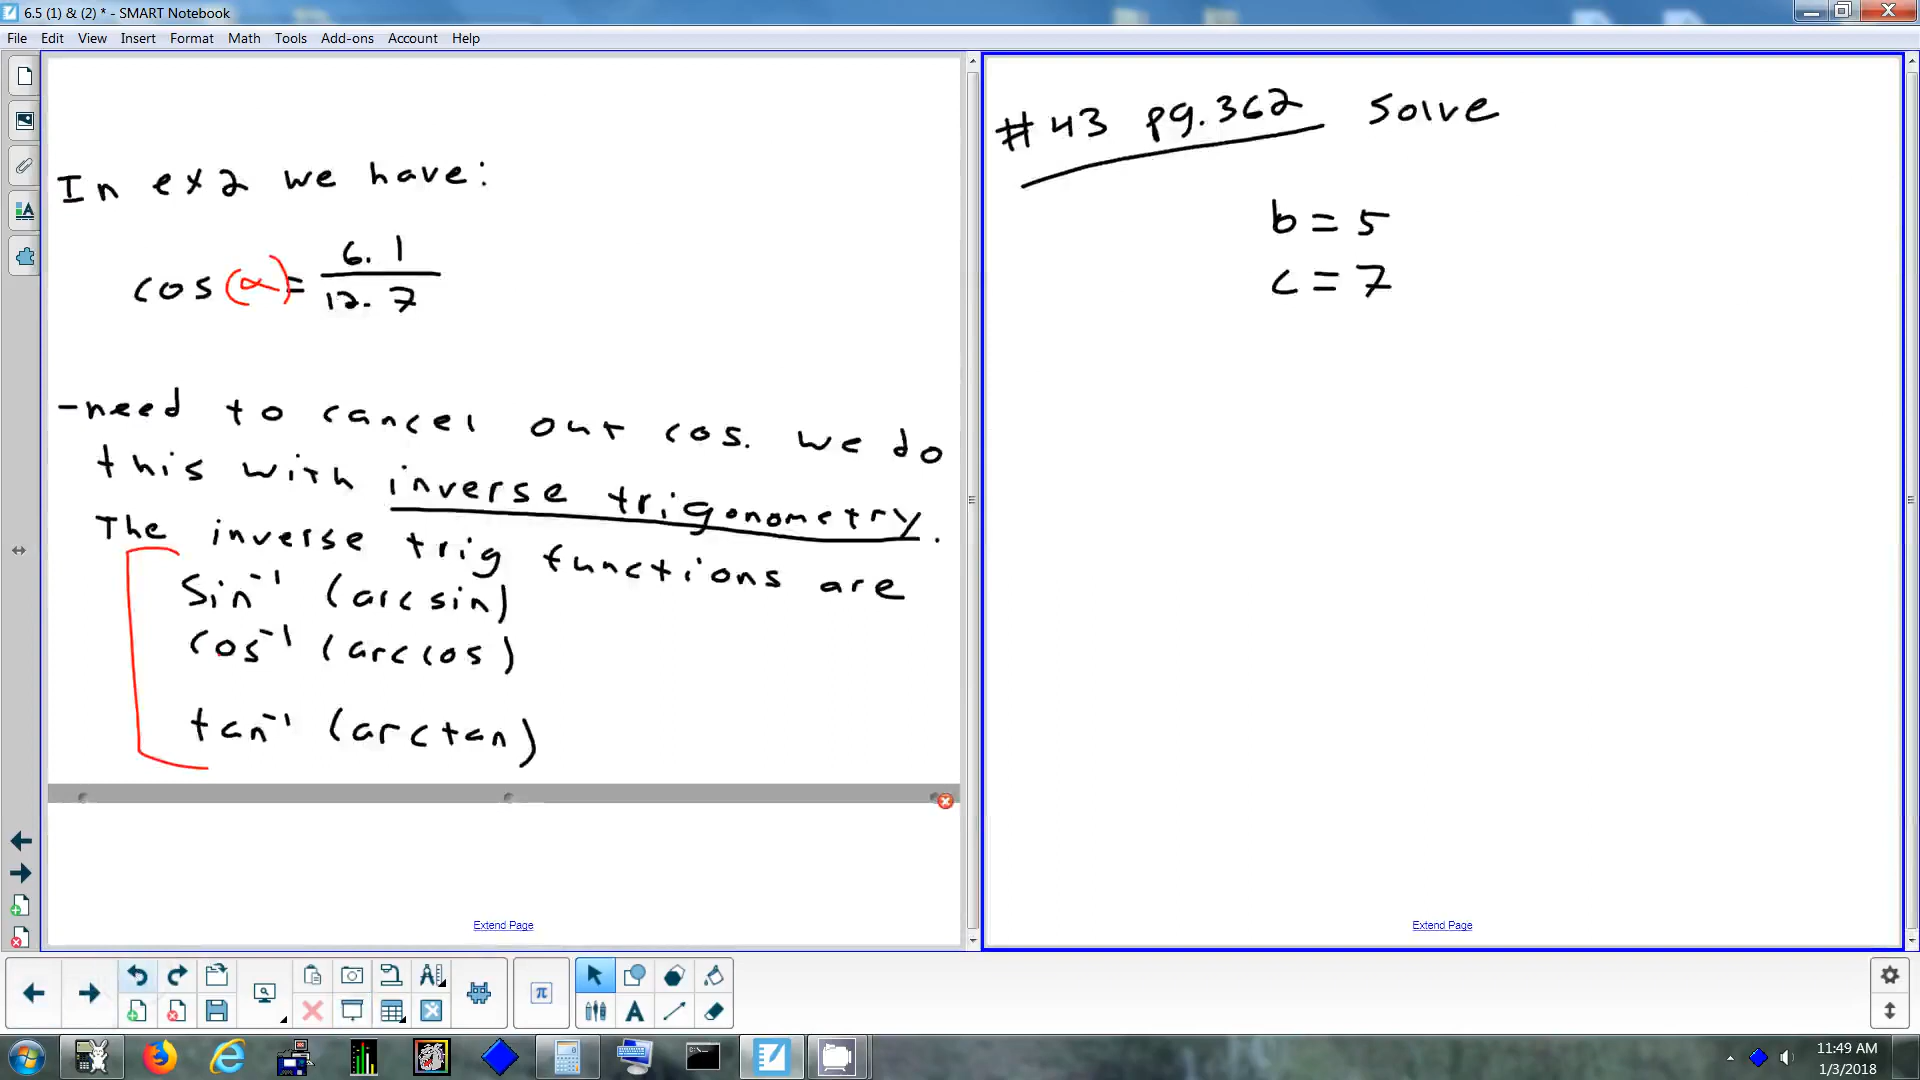 6.5 (1) & (2) * - SMART Notebook
File Edit View Insert Format Math Tools Add-ons Account Help
In ex2 we have:
cos (α) = 6.1 / 12.7
-need to cancel out cos. We do
this with inverse trigonometry.
The inverse trig functions are
Sin⁻¹ (arcsin)
cos⁻¹ (arccos)
tan⁻¹ (arctan)
Extend Page
#43 pg.362 Solve
b = 5
c = 7
Extend Page
π
A
11:49 AM
1/3/2018